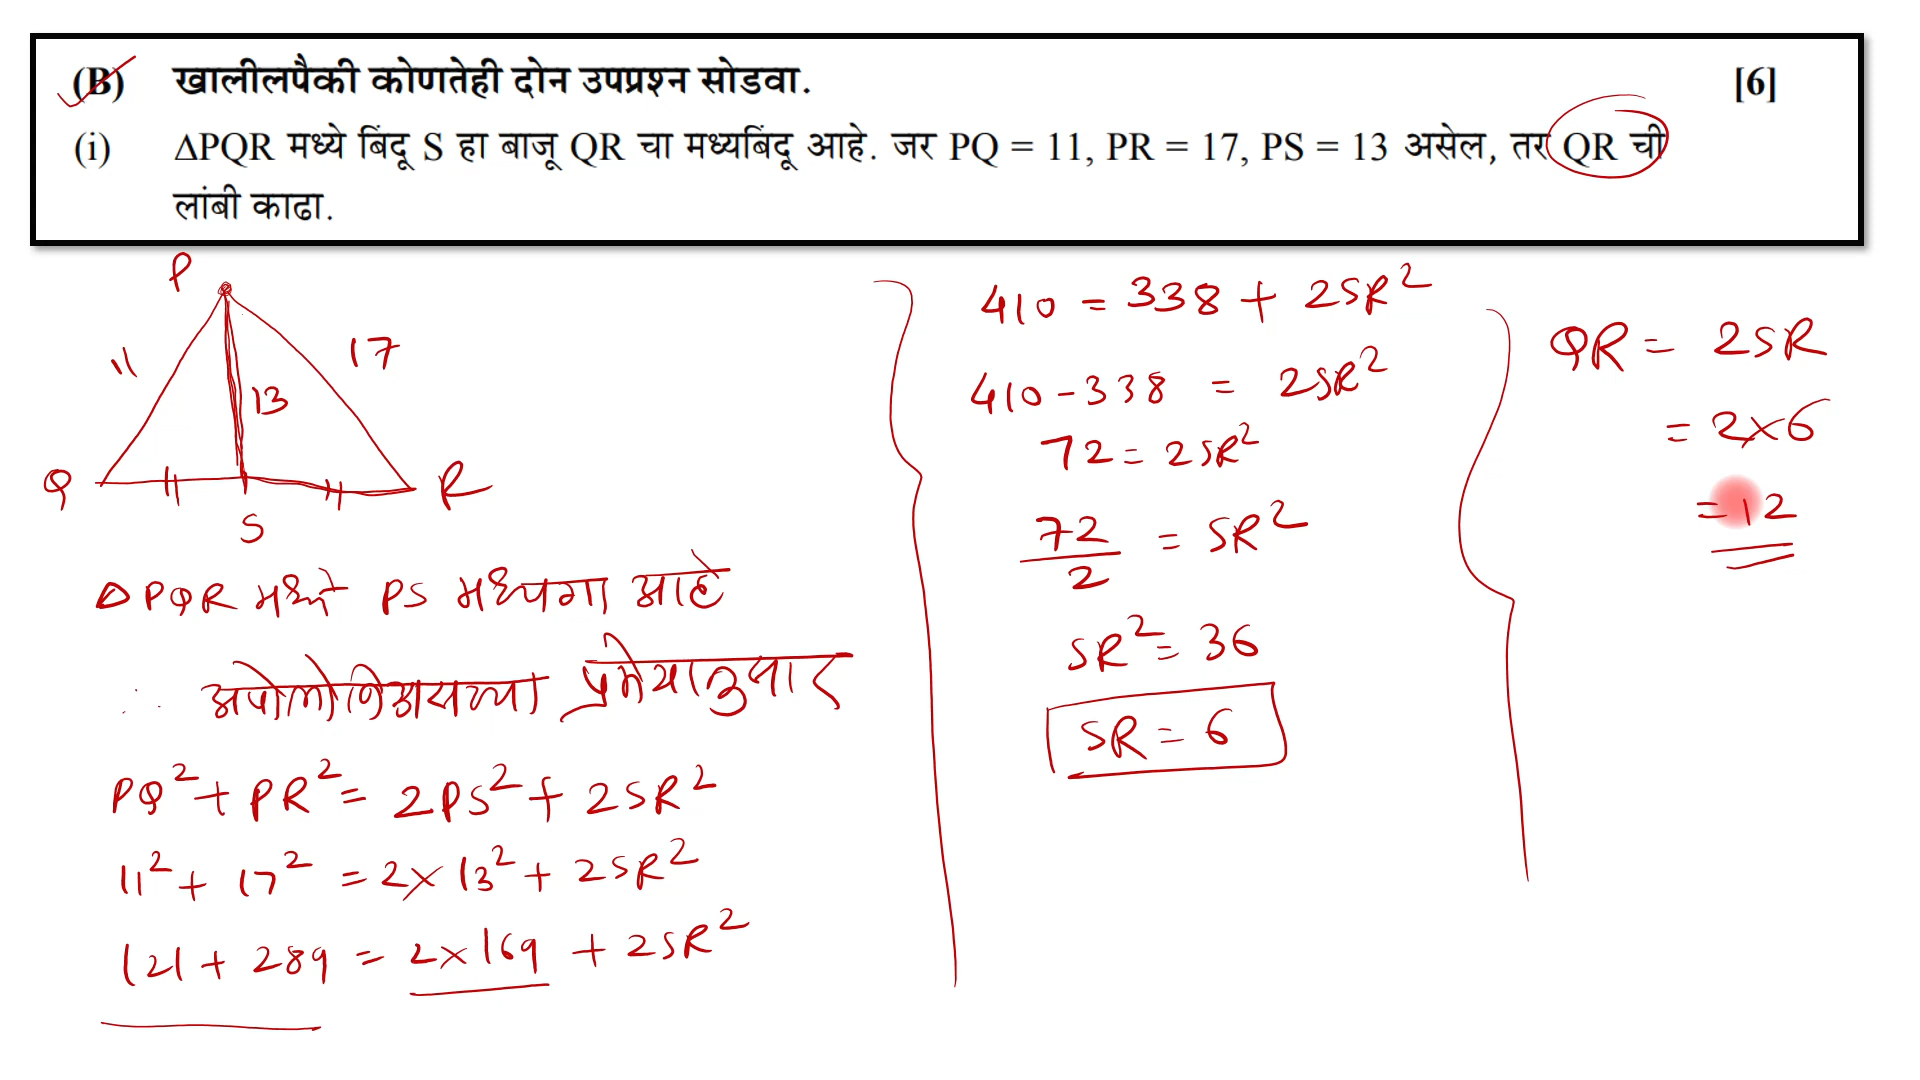 (B) खालीलपैकी कोणतेही दोन उपप्रश्न सोडवा. [6]
(i) ΔPQR मध्ये बिंदू S हा बाजू QR चा मध्यबिंदू आहे. जर PQ = 11, PR = 17, PS = 13 असेल, तर QR ची
लांबी काढा.
P
11
17
13
Q
R
S
Δ PQR मध्ये PS मध्यगा आहे
∴ अपोलोनिअसच्या प्रमेयानुसार
PQ² + PR² = 2PS² + 2SR²
11² + 17² = 2 × 13² + 2SR²
121 + 289 = 2 × 169 + 2SR²
410 = 338 + 2SR²
410 - 338 = 2SR²
72 = 2SR²
72/2 = SR²
SR² = 36
SR = 6
QR = 2SR
= 2×6
= 12